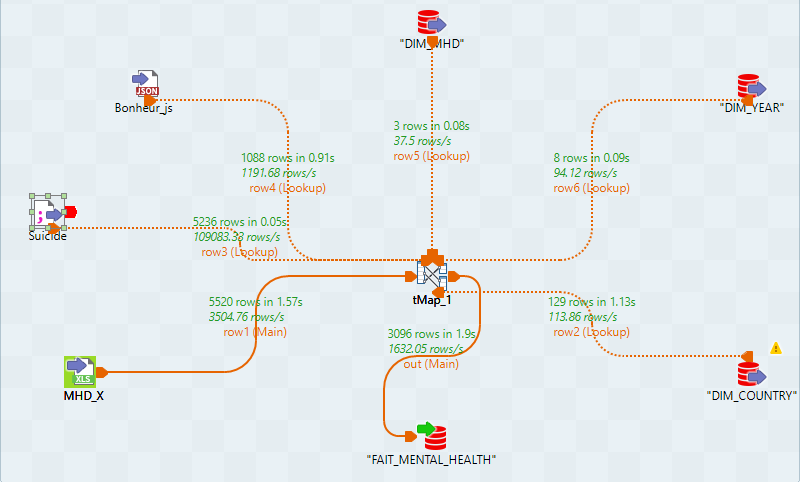 "DIM_MHD"
Bonheur_js
"DIM_YEAR"
3 rows in 0.08s
37.5 rows/s
row5 (Lookup)
1088 rows in 0.91s
1191.68 rows/s
row4 (Lookup)
8 rows in 0.09s
94.12 rows/s
row6 (Lookup)
JSON
Suicide
5236 rows in 0.05s
109083.33 rows/s
row3 (Lookup)
tMap_1
5520 rows in 1.57s
3504.76 rows/s
row1 (Main)
129 rows in 1.13s
113.86 rows/s
row2 (Lookup)
3096 rows in 1.9s
1632.05 rows/s
out (Main)
XLS
MHD_X
"DIM_COUNTRY"
"FAIT_MENTAL_HEALTH"